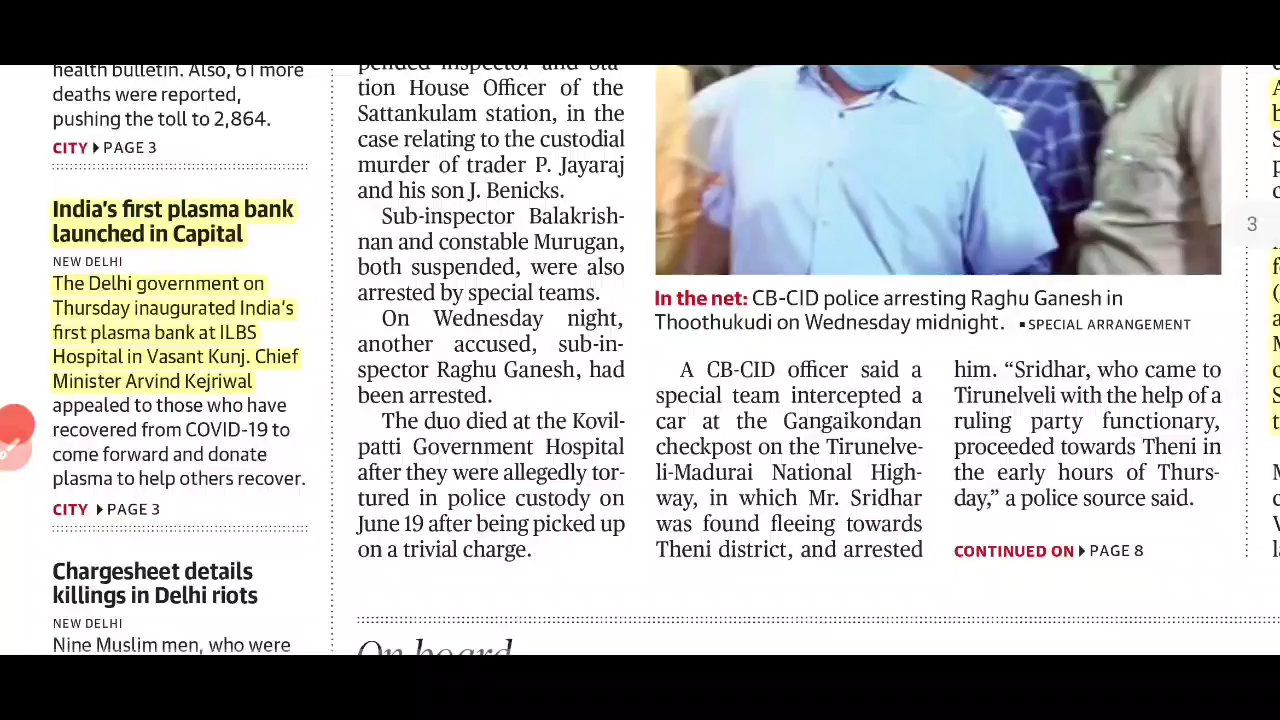 health bulletin. Also, 61 more
deaths were reported,
pushing the toll to 2,864.
CITY PAGE 3
India's first plasma bank
launched in Capital
NEW DELHI
The Delhi government on
Thursday inaugurated India's
first plasma bank at ILBS
Hospital in Vasant Kunj. Chief
Minister Arvind Kejriwal
appealed to those who have
recovered from COVID-19 to
come forward and donate
plasma to help others recover.
CITY PAGE 3
Chargesheet details
killings in Delhi riots
NEW DELHI
Nine Muslim men, who were
pended inspector and Sta-
tion House Officer of the
Sattankulam station, in the
case relating to the custodial
murder of trader P. Jayaraj
and his son J. Benicks.
Sub-inspector Balakrish-
nan and constable Murugan,
both suspended, were also
arrested by special teams.
On Wednesday night,
another accused, sub-in-
spector Raghu Ganesh, had
been arrested.
The duo died at the Kovil-
patti Government Hospital
after they were allegedly tor-
tured in police custody on
June 19 after being picked up
on a trivial charge.
In the net: CB-CID police arresting Raghu Ganesh in
Thoothukudi on Wednesday midnight. ▪ SPECIAL ARRANGEMENT
A CB-CID officer said a
special team intercepted a
car at the Gangaikondan
checkpost on the Tirunelve-
li-Madurai National High-
way, in which Mr. Sridhar
was found fleeing towards
Theni district, and arrested
him. “Sridhar, who came to
Tirunelveli with the help of a
ruling party functionary,
proceeded towards Theni in
the early hours of Thurs-
day,” a police source said.
CONTINUED ON PAGE 8
On board
3